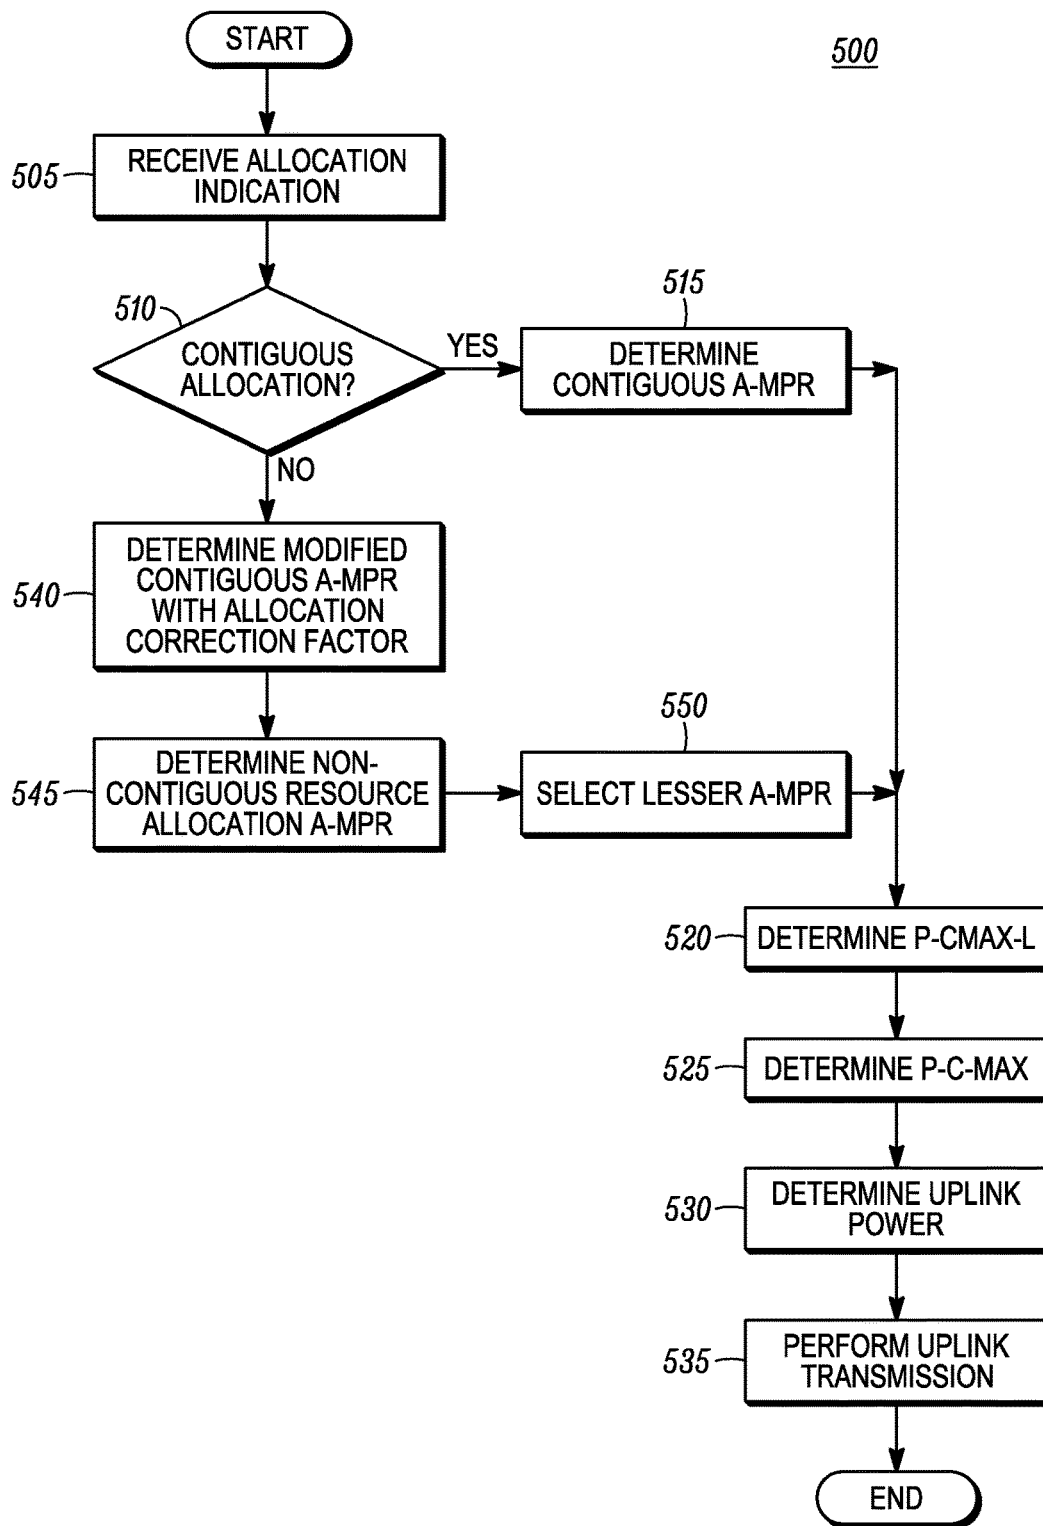 START
500
505
RECEIVE ALLOCATION
INDICATION
510
CONTIGUOUS
ALLOCATION?
YES
515
DETERMINE
CONTIGUOUS A-MPR
NO
540
DETERMINE MODIFIED
CONTIGUOUS A-MPR
WITH ALLOCATION
CORRECTION FACTOR
545
DETERMINE NON-
CONTIGUOUS RESOURCE
ALLOCATION A-MPR
550
SELECT LESSER A-MPR
520
DETERMINE P-CMAX-L
525
DETERMINE P-C-MAX
530
DETERMINE UPLINK
POWER
535
PERFORM UPLINK
TRANSMISSION
END